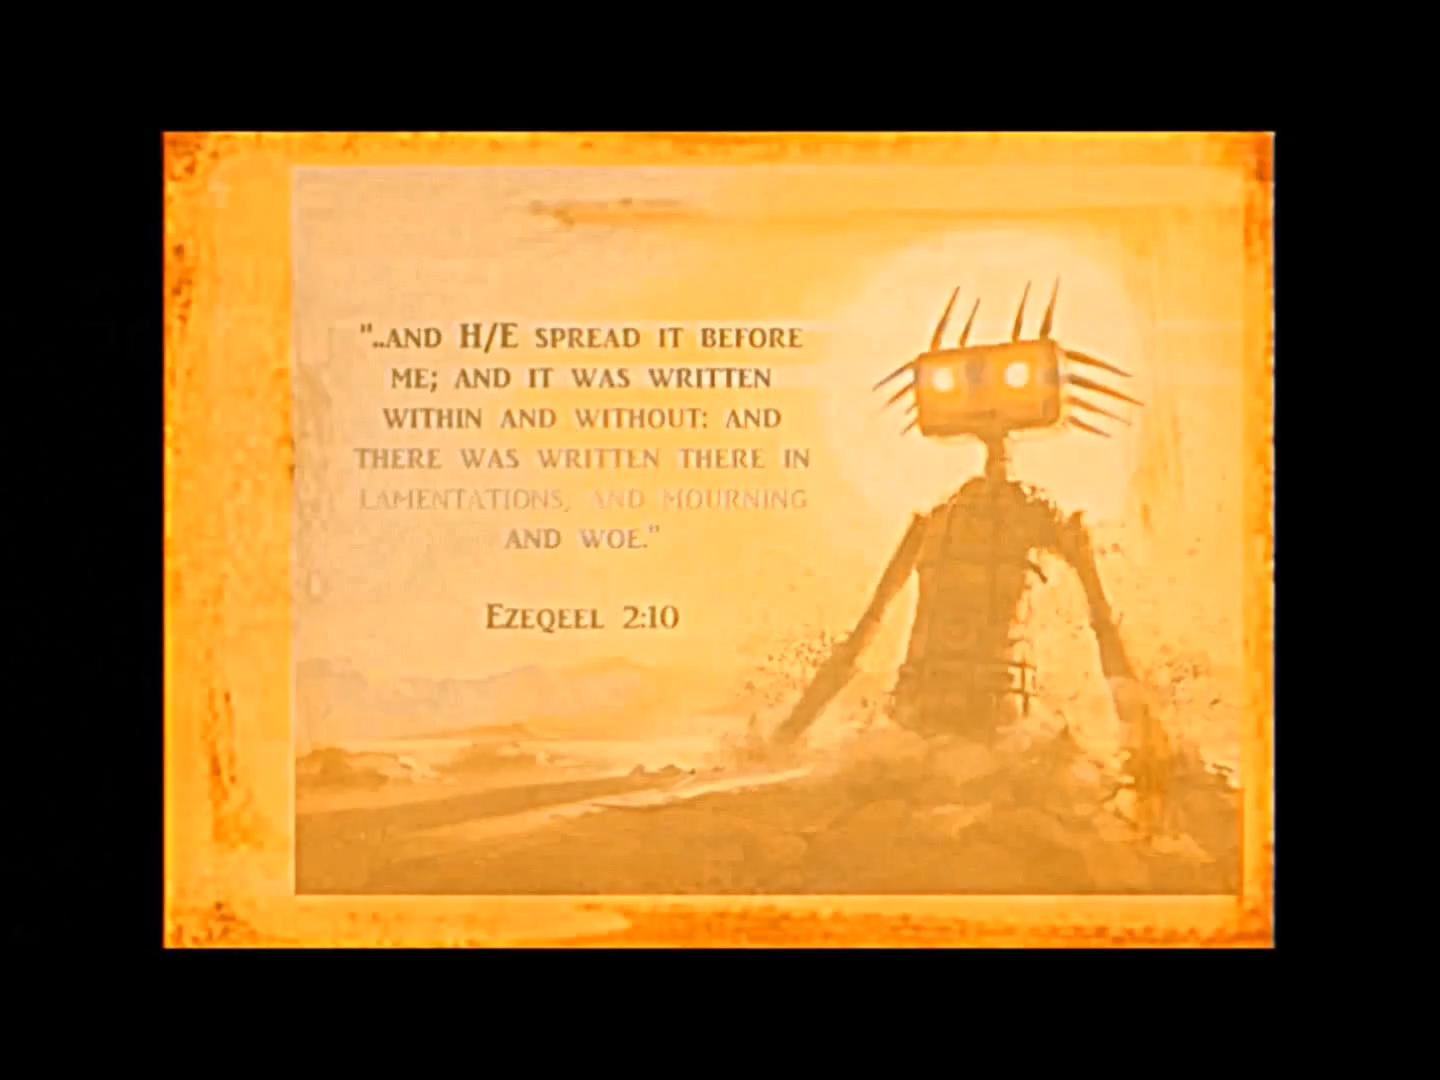 "..AND H/E SPREAD IT BEFORE
ME; AND IT WAS WRITTEN
WITHIN AND WITHOUT: AND
THERE WAS WRITTEN THERE IN
LAMENTATIONS, AND MOURNING
AND WOE."
EZEQEEL 2:10